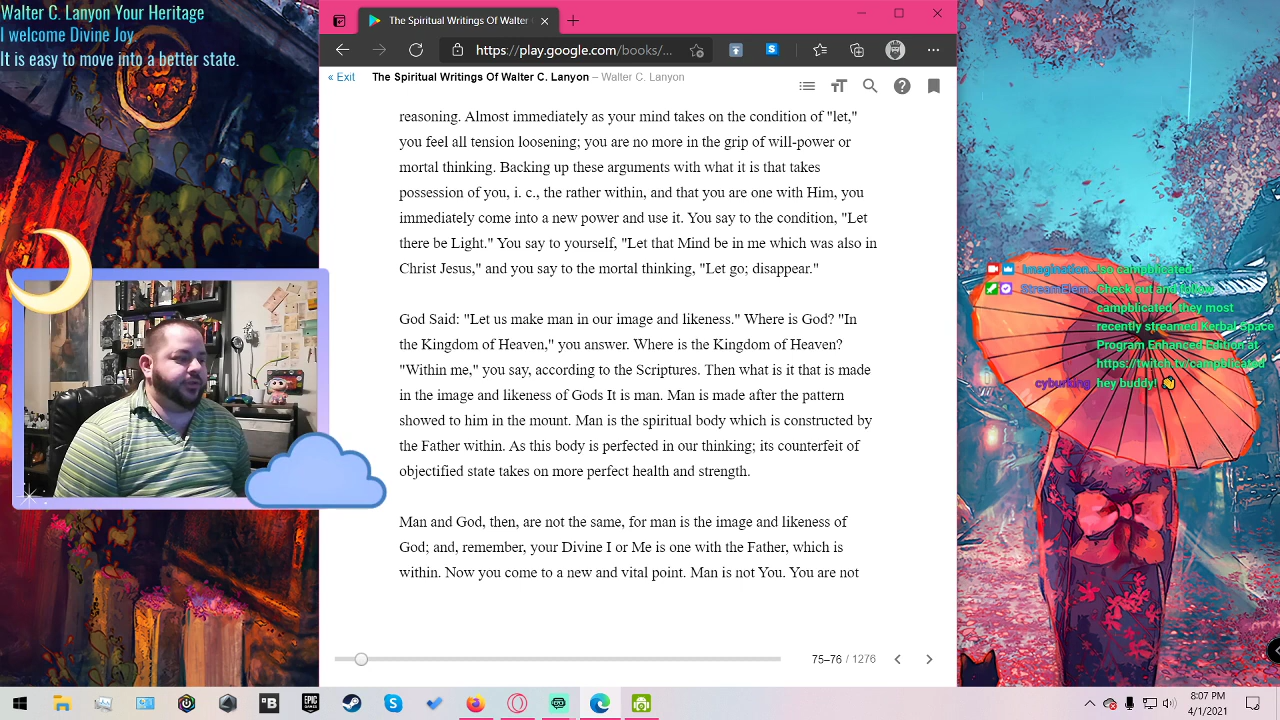 Walter C. Lanyon Your Heritage
I welcome Divine Joy
It is easy to move into a better state.
The Spiritual Writings Of Walter
https://play.google.com/books/...
« Exit
The Spiritual Writings Of Walter C. Lanyon – Walter C. Lanyon
reasoning. Almost immediately as your mind takes on the condition of "let,"
you feel all tension loosening; you are no more in the grip of will-power or
mortal thinking. Backing up these arguments with what it is that takes
possession of you, i. c., the rather within, and that you are one with Him, you
immediately come into a new power and use it. You say to the condition, "Let
there be Light." You say to yourself, "Let that Mind be in me which was also in
Christ Jesus," and you say to the mortal thinking, "Let go; disappear."
God Said: "Let us make man in our image and likeness." Where is God? "In
the Kingdom of Heaven," you answer. Where is the Kingdom of Heaven?
"Within me," you say, according to the Scriptures. Then what is it that is made
in the image and likeness of Gods It is man. Man is made after the pattern
showed to him in the mount. Man is the spiritual body which is constructed by
the Father within. As this body is perfected in our thinking; its counterfeit of
objectified state takes on more perfect health and strength.
Man and God, then, are not the same, for man is the image and likeness of
God; and, remember, your Divine I or Me is one with the Father, which is
within. Now you come to a new and vital point. Man is not You. You are not
75–76 / 1276
Imagination... !so campblicated
StreamElem... Check out and follow
campblicated, they most
recently streamed Kerbal Space
Program Enhanced Edition at
https://twitch.tv/campblicated
cyburking hey buddy!
B
EPIC
GAMES
8:07 PM
4/1/2021